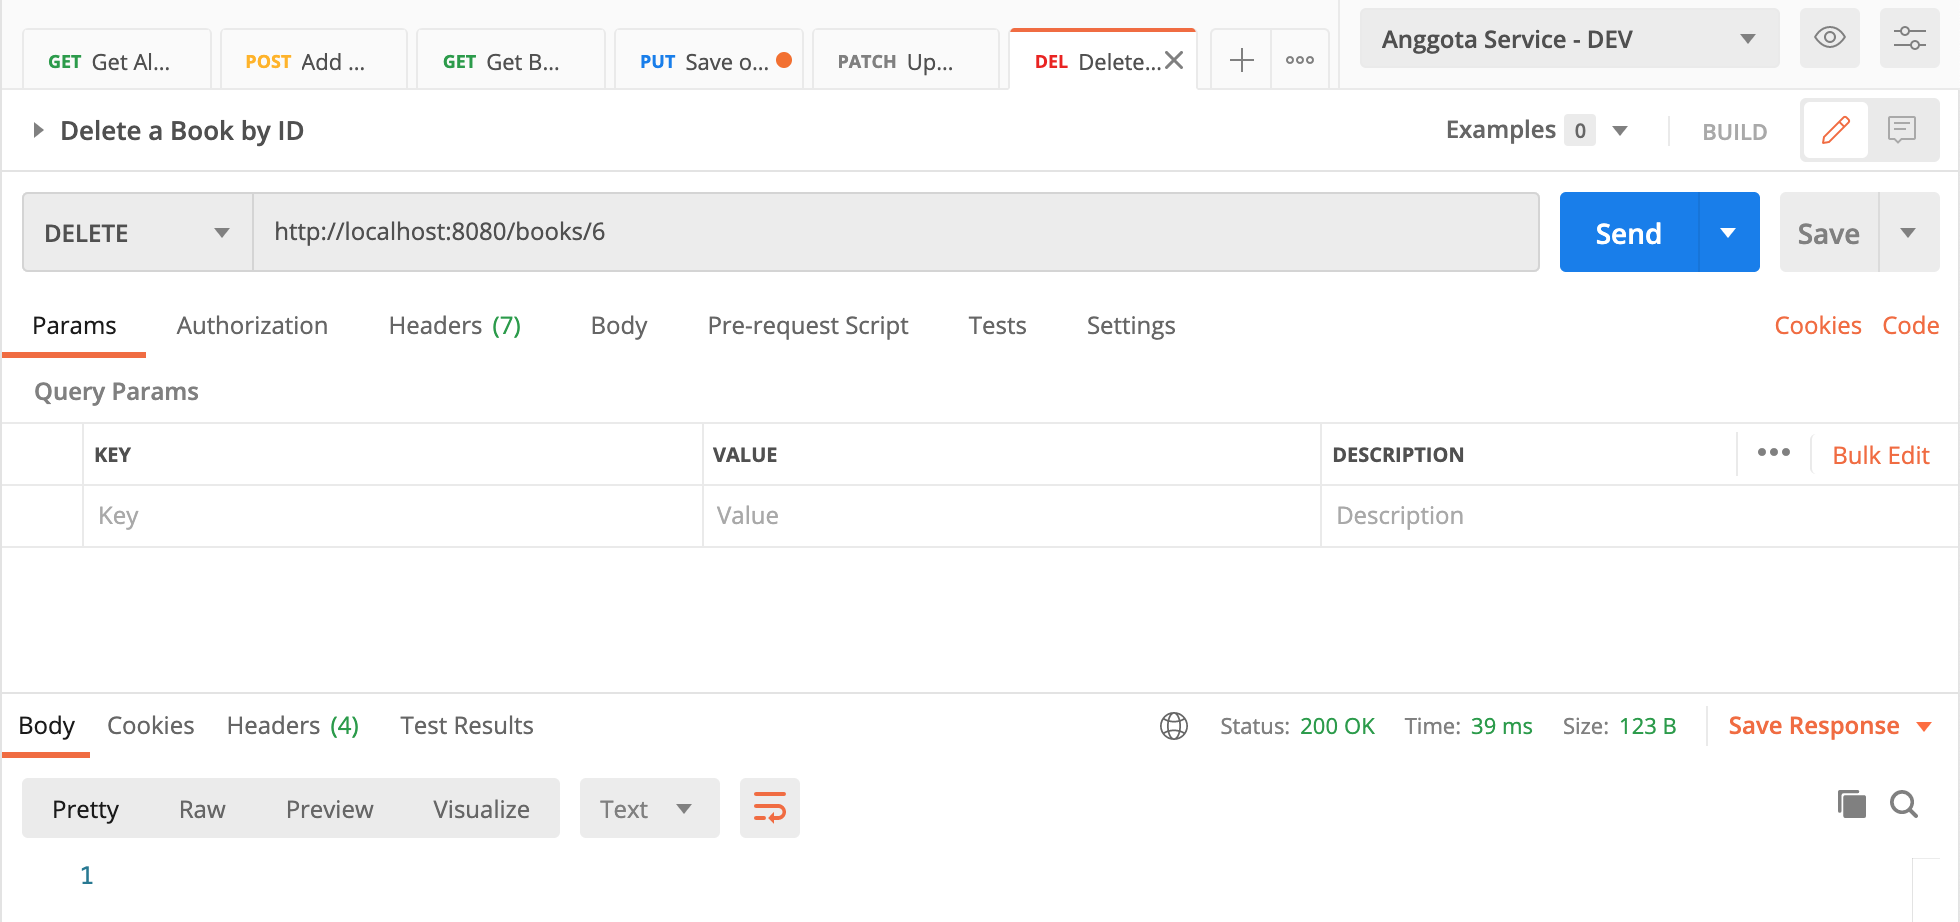 GET Get Al...
POST Add ...
GET Get B...
PUT Save o...
PATCH Up...
DEL Delete...
Anggota Service - DEV
Delete a Book by ID
Examples 0
BUILD
DELETE
http://localhost:8080/books/6
Send
Save
Params Authorization Headers (7) Body Pre-request Script Tests Settings Cookies Code
Query Params
KEY VALUE DESCRIPTION Bulk Edit
Key Value Description
Body Cookies Headers (4) Test Results Status: 200 OK Time: 39 ms Size: 123 B Save Response
Pretty Raw Preview Visualize Text
1